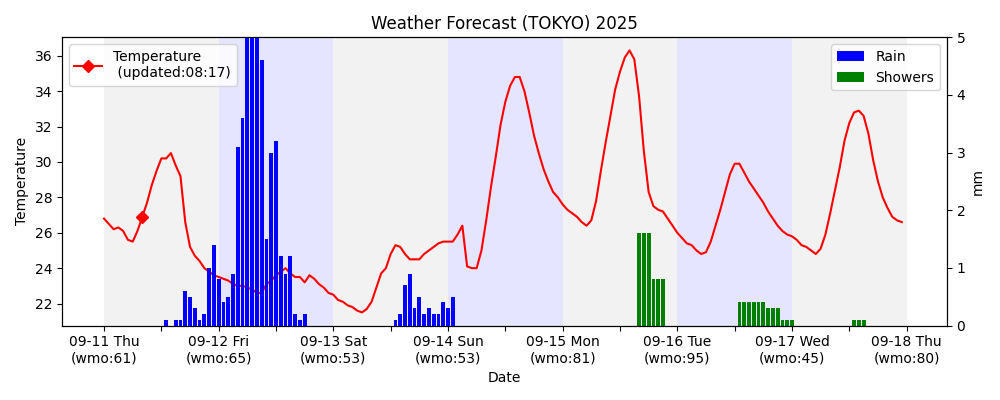 Weather Forecast (TOKYO) 2025
Temperature
(updated:08:17)
Rain
Showers
Temperature
36
34
32
30
28
26
24
22
5
4
3
2
1
0
mm
09-11 Thu
(wmo:61)
09-12 Fri
(wmo:65)
09-13 Sat
(wmo:53)
09-14 Sun
(wmo:53)
09-15 Mon
(wmo:81)
09-16 Tue
(wmo:95)
09-17 Wed
(wmo:45)
09-18 Thu
(wmo:80)
Date